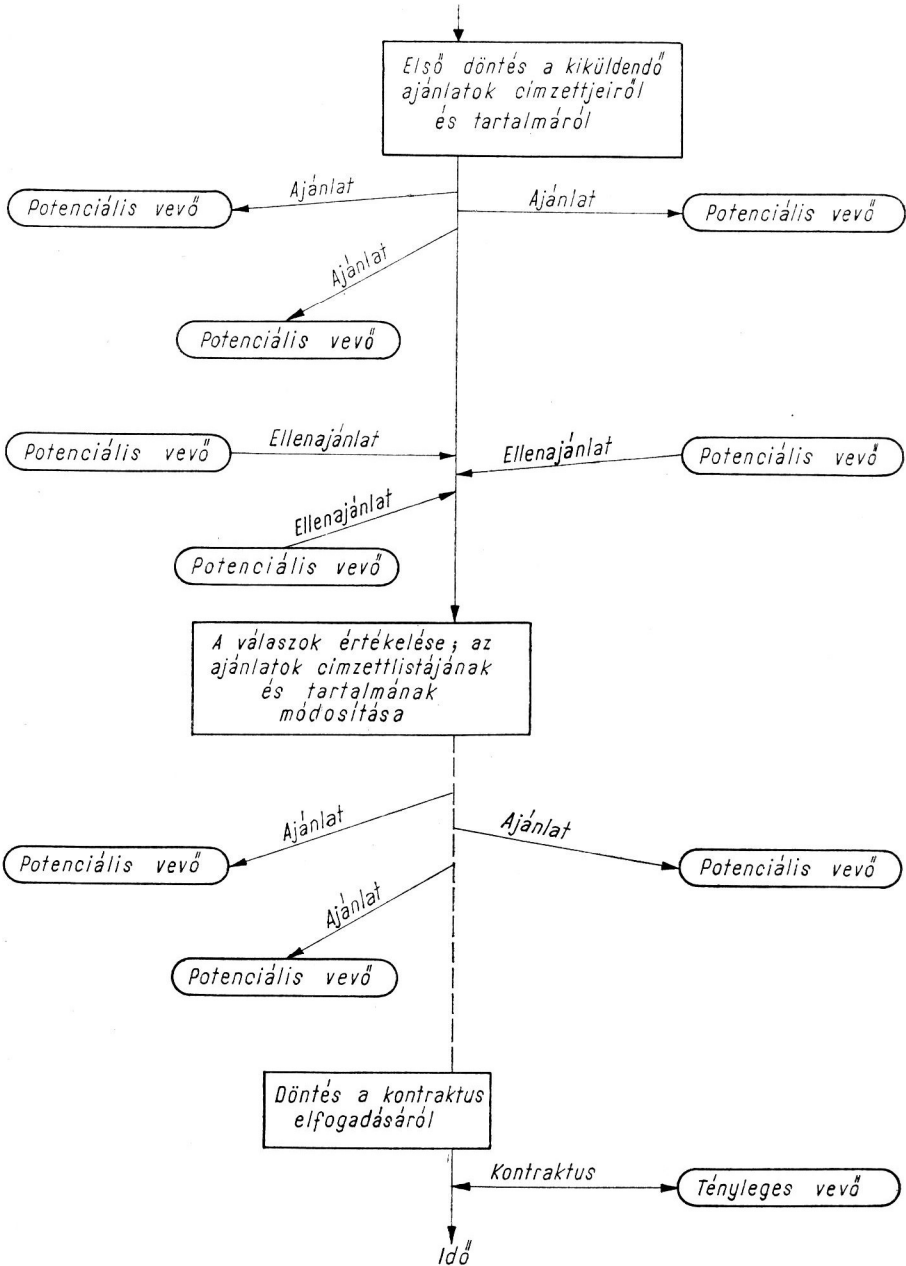 Első döntés a kiküldendő
ajánlatok címzettjeiről
és tartalmáról
Ajánlat
Potenciális vevő
Ajánlat
Potenciális vevő
Ajánlat
Potenciális vevő
Ellenajánlat
Potenciális vevő
Ellenajánlat
Potenciális vevő
Ellenajánlat
Potenciális vevő
A válaszok értékelése; az
ajánlatok címzettlistájának
és tartalmának
módosítása
Ajánlat
Potenciális vevő
Ajánlat
Potenciális vevő
Ajánlat
Potenciális vevő
Döntés a kontraktus
elfogadásáról
Kontraktus
Tényleges vevő
Idő